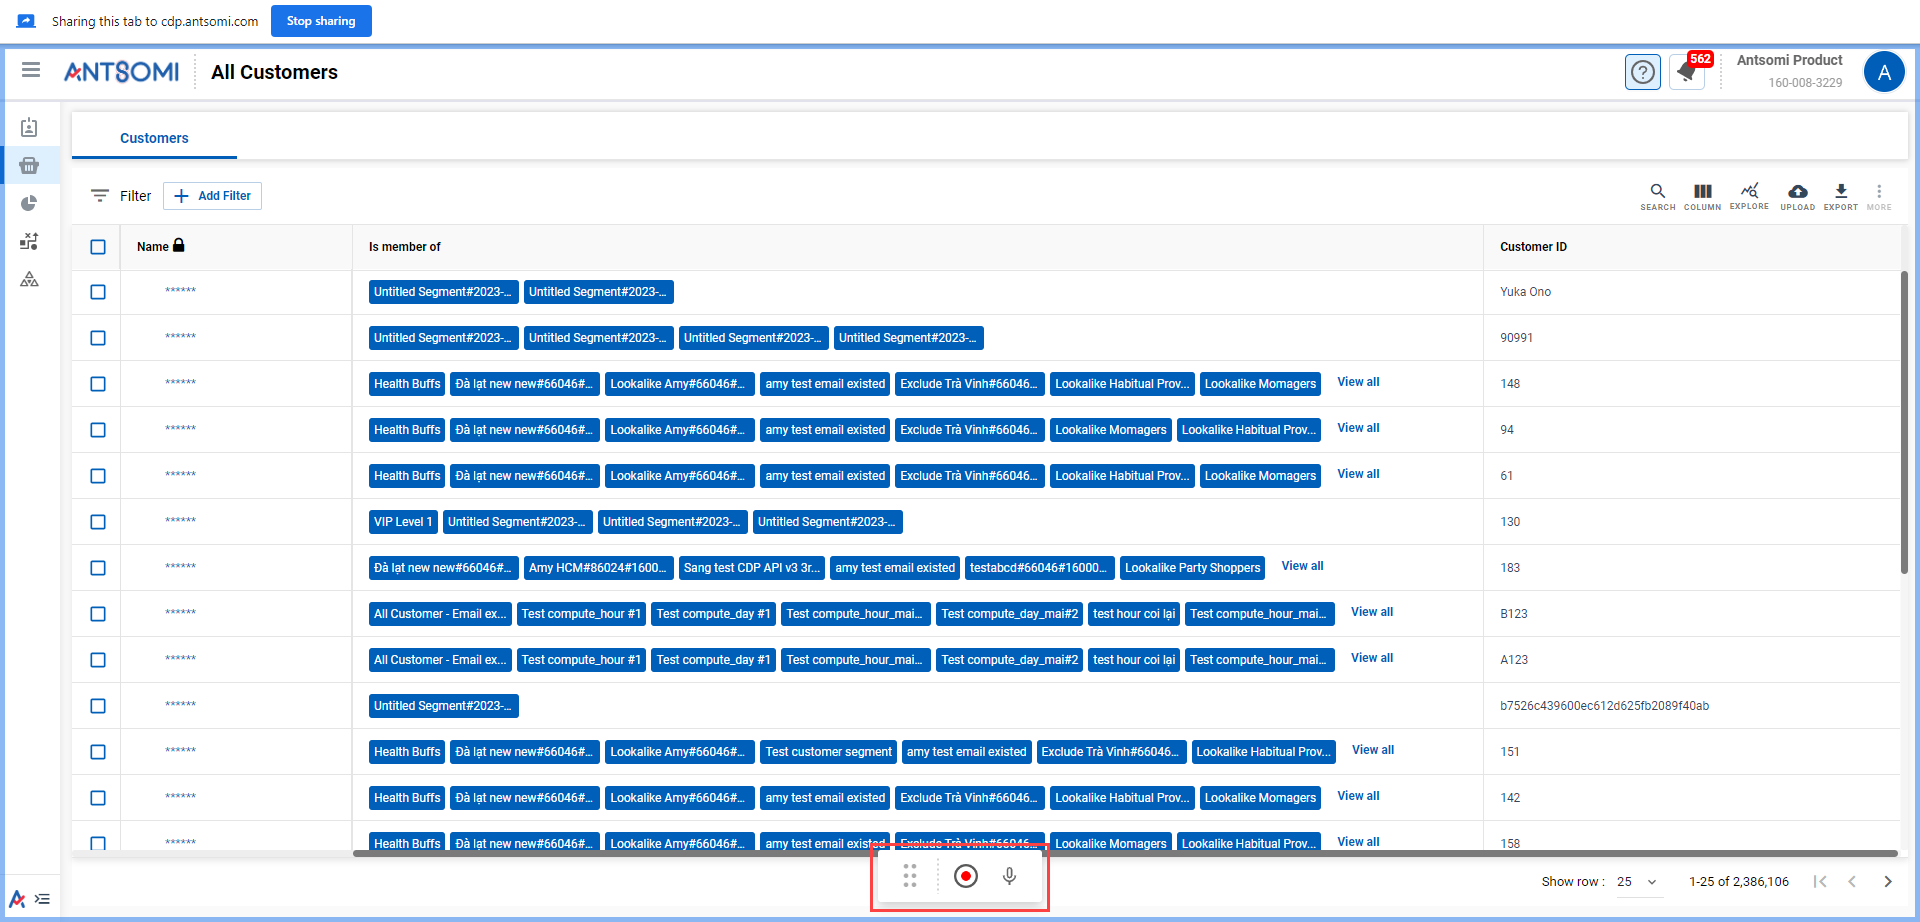 Sharing this tab to cdp.antsomi.com Stop sharing
ANTSOMI All Customers 562 Antsomi Product
160-008-3229 A
Customers
Filter Add Filter SEARCH COLUMN EXPLORE UPLOAD EXPORT MORE
Name Is member of Customer ID
****** Untitled Segment#2023-... Untitled Segment#2023-... Yuka Ono
****** Untitled Segment#2023-... Untitled Segment#2023-... Untitled Segment#2023-... Untitled Segment#2023-... 90991
****** Health Buffs Đà lạt new new#66046#... Lookalike Amy#66046#... amy test email existed Exclude Trà Vinh#66046... Lookalike Habitual Prov... Lookalike Momagers View all 148
****** Health Buffs Đà lạt new new#66046#... Lookalike Amy#66046#... amy test email existed Exclude Trà Vinh#66046... Lookalike Momagers Lookalike Habitual Prov... View all 94
****** Health Buffs Đà lạt new new#66046#... Lookalike Amy#66046#... amy test email existed Exclude Trà Vinh#66046... Lookalike Habitual Prov... Lookalike Momagers View all 61
****** VIP Level 1 Untitled Segment#2023-... Untitled Segment#2023-... Untitled Segment#2023-... 130
****** Đà lạt new new#66046#... Amy HCM#86024#1600... Sang test CDP API v3 3r... amy test email existed testabcd#66046#16000... Lookalike Party Shoppers View all 183
****** All Customer - Email ex... Test compute_hour #1 Test compute_day #1 Test compute_hour_mai... Test compute_day_mai#2 test hour coi lại Test compute_hour_mai... View all B123
****** All Customer - Email ex... Test compute_hour #1 Test compute_day #1 Test compute_hour_mai... Test compute_day_mai#2 test hour coi lại Test compute_hour_mai... View all A123
****** Untitled Segment#2023-... b7526c439600ec612d625fb2089f40ab
****** Health Buffs Đà lạt new new#66046#... Lookalike Amy#66046#... Test customer segment amy test email existed Exclude Trà Vinh#66046... Lookalike Habitual Prov... View all 151
****** Health Buffs Đà lạt new new#66046#... Lookalike Amy#66046#... amy test email existed Exclude Trà Vinh#66046... Lookalike Habitual Prov... Lookalike Momagers View all 142
****** Health Buffs Đà lạt new new#66046#... Lookalike Amy#66046#... amy test email existed Exclude Trà Vinh#66046... Lookalike Momagers Lookalike Habitual Prov... View all 158
Show row : 25 1-25 of 2,386,106